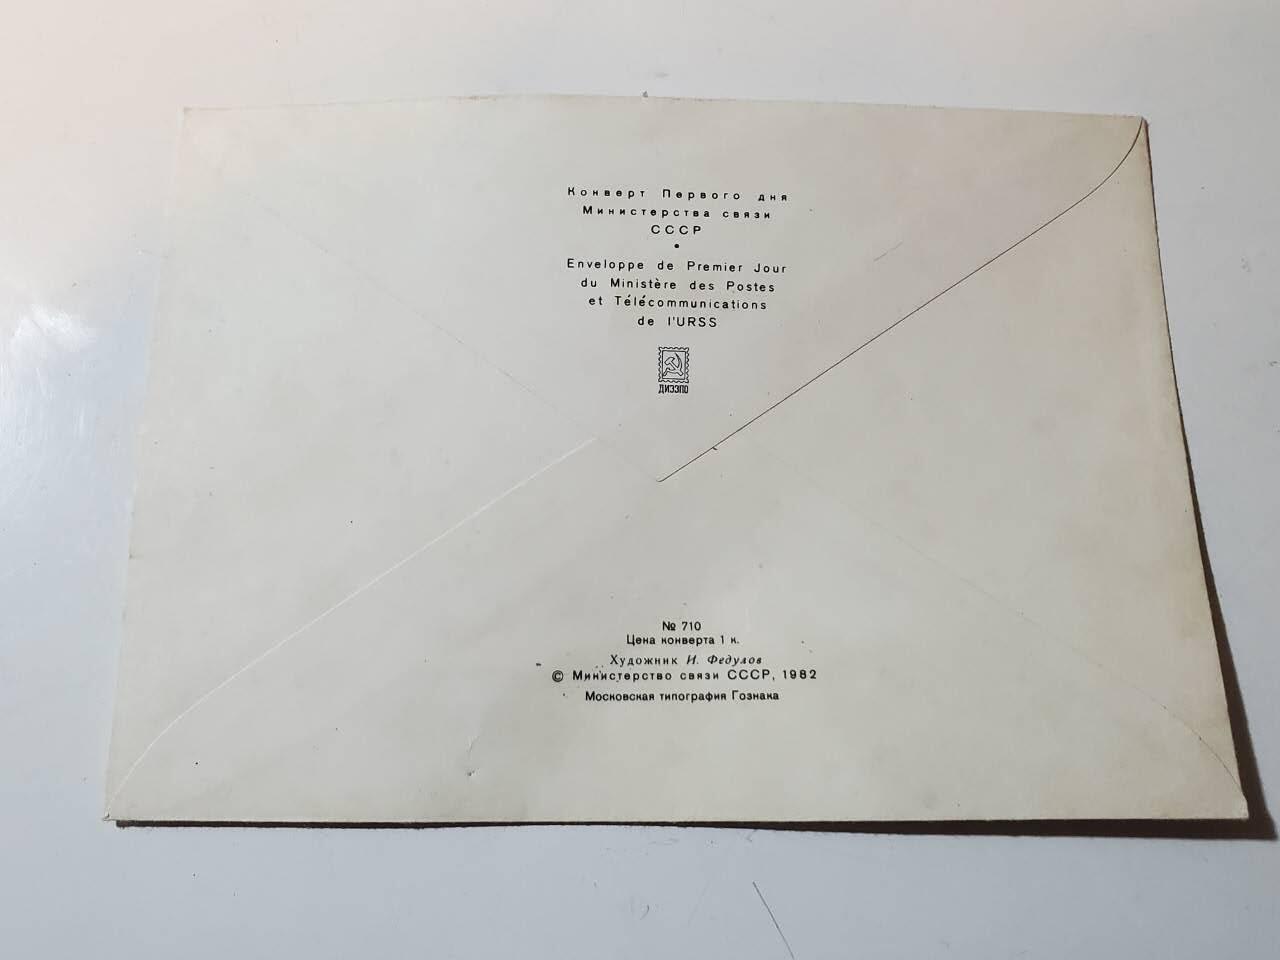 Конверт Первого дня
Министерства связи
СССР
•
Enveloppe de Premier Jour
du Ministère des Postes
et Télécommunications
de l'URSS
ДИЭЗПО
№ 710
Цена конверта 1 к.
Художник И. Федулов
© Министерство связи СССР, 1982
Московская типография Гознака